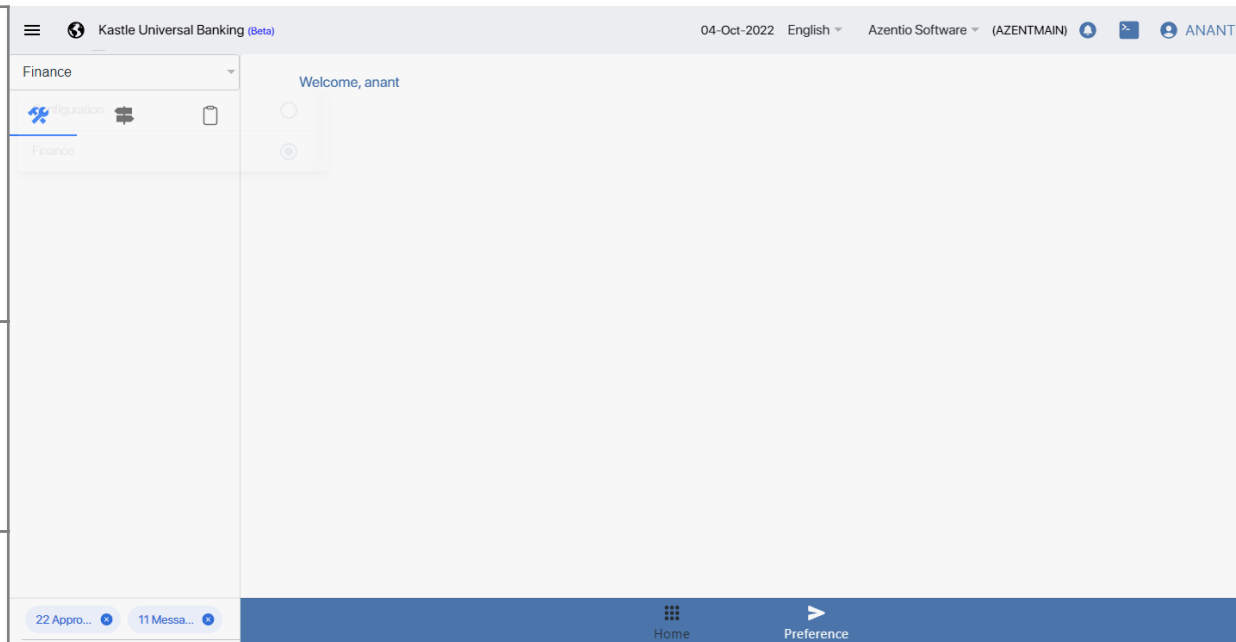 Kastle Universal Banking (Beta)
04-Oct-2022 English Azentio Software (AZENTMAIN) ANANT
Finance
Welcome, anant
Configuration
Finance
22 Appro... 11 Messa...
Home
Preference